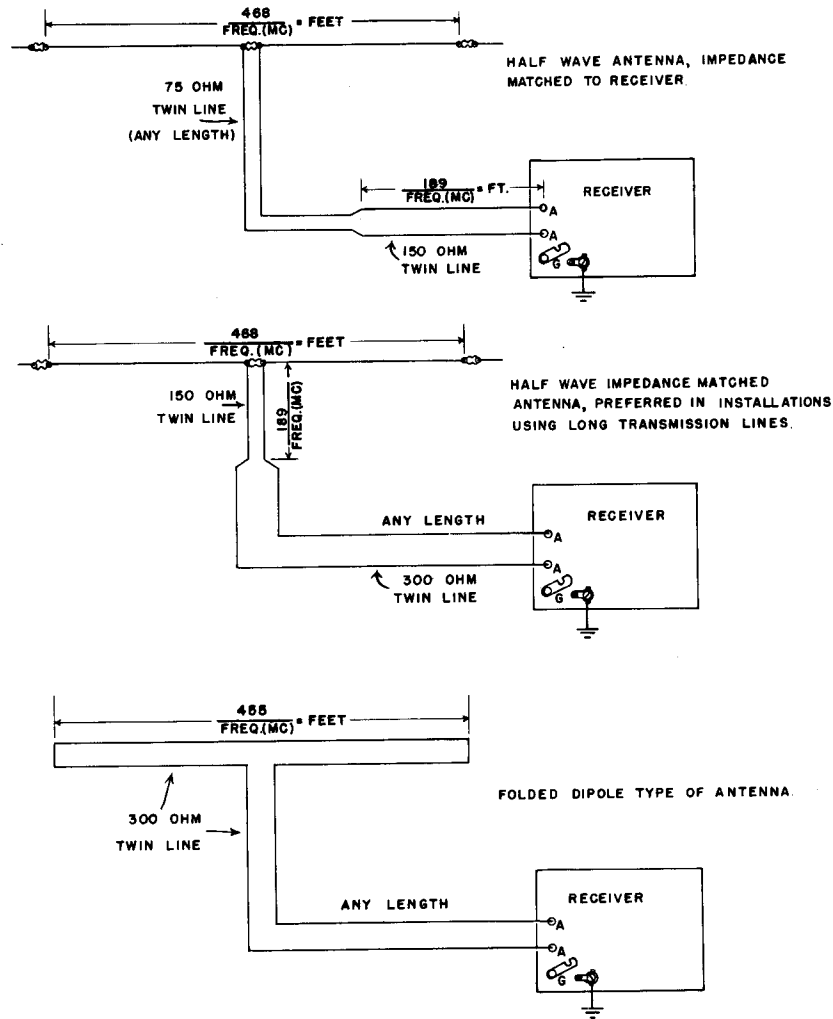 468
FREQ.(MC) = FEET
HALF WAVE ANTENNA, IMPEDANCE
MATCHED TO RECEIVER.
75 OHM
TWIN LINE
(ANY LENGTH)
189
FREQ.(MC) = FT.
RECEIVER
A
A
G
150 OHM
TWIN LINE
468
FREQ.(MC) = FEET
150 OHM
TWIN LINE
189
FREQ.(MC)
HALF WAVE IMPEDANCE MATCHED
ANTENNA, PREFERRED IN INSTALLATIONS
USING LONG TRANSMISSION LINES.
ANY LENGTH
RECEIVER
A
A
G
300 OHM
TWIN LINE
455
FREQ.(MC) = FEET
FOLDED DIPOLE TYPE OF ANTENNA.
300 OHM
TWIN LINE
ANY LENGTH
RECEIVER
A
A
G